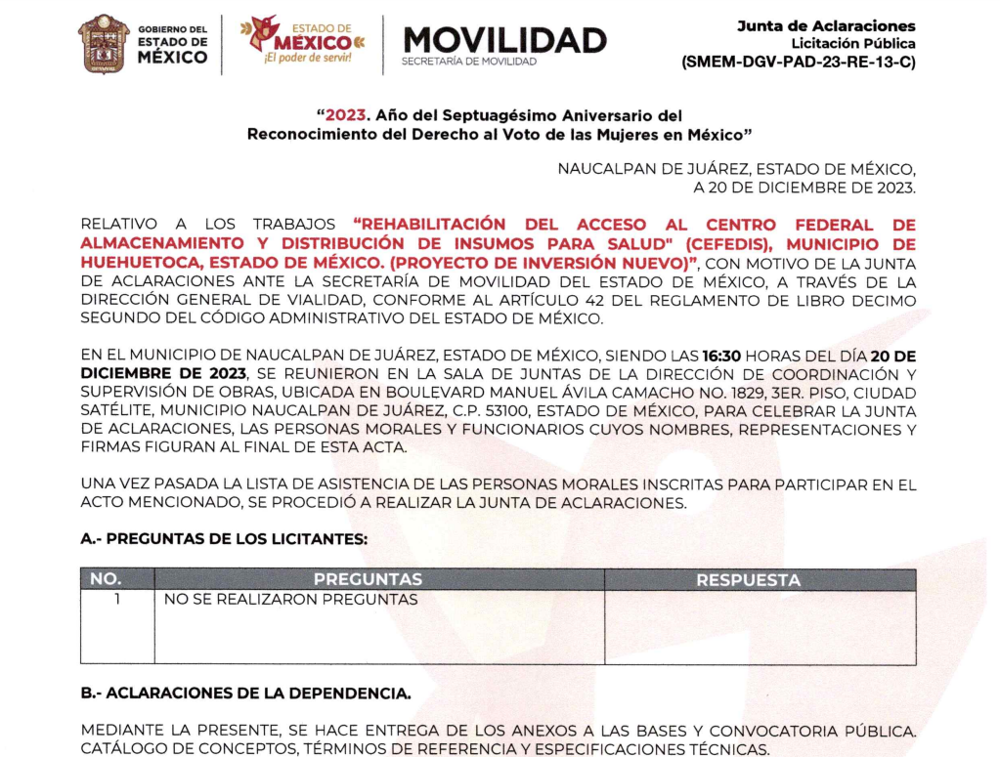 GOBIERNO DEL
ESTADO DE
MÉXICO
ESTADO DE
MÉXICO
¡El poder de servir!
MOVILIDAD
SECRETARÍA DE MOVILIDAD
Junta de Aclaraciones
Licitación Pública
(SMEM-DGV-PAD-23-RE-13-C)
“2023. Año del Septuagésimo Aniversario del
Reconocimiento del Derecho al Voto de las Mujeres en México”
NAUCALPAN DE JUÁREZ, ESTADO DE MÉXICO,
A 20 DE DICIEMBRE DE 2023.
RELATIVO A LOS TRABAJOS “REHABILITACIÓN DEL ACCESO AL CENTRO FEDERAL DE
ALMACENAMIENTO Y DISTRIBUCIÓN DE INSUMOS PARA SALUD" (CEFEDIS), MUNICIPIO DE
HUEHUETOCA, ESTADO DE MÉXICO. (PROYECTO DE INVERSIÓN NUEVO)”, CON MOTIVO DE LA JUNTA
DE ACLARACIONES ANTE LA SECRETARÍA DE MOVILIDAD DEL ESTADO DE MÉXICO, A TRAVÉS DE LA
DIRECCIÓN GENERAL DE VIALIDAD, CONFORME AL ARTÍCULO 42 DEL REGLAMENTO DE LIBRO DECIMO
SEGUNDO DEL CÓDIGO ADMINISTRATIVO DEL ESTADO DE MÉXICO.
EN EL MUNICIPIO DE NAUCALPAN DE JUÁREZ, ESTADO DE MÉXICO, SIENDO LAS 16:30 HORAS DEL DÍA 20 DE
DICIEMBRE DE 2023, SE REUNIERON EN LA SALA DE JUNTAS DE LA DIRECCIÓN DE COORDINACIÓN Y
SUPERVISIÓN DE OBRAS, UBICADA EN BOULEVARD MANUEL ÁVILA CAMACHO NO. 1829, 3ER. PISO, CIUDAD
SATÉLITE, MUNICIPIO NAUCALPAN DE JUÁREZ, C.P. 53100, ESTADO DE MÉXICO, PARA CELEBRAR LA JUNTA
DE ACLARACIONES, LAS PERSONAS MORALES Y FUNCIONARIOS CUYOS NOMBRES, REPRESENTACIONES Y
FIRMAS FIGURAN AL FINAL DE ESTA ACTA.
UNA VEZ PASADA LA LISTA DE ASISTENCIA DE LAS PERSONAS MORALES INSCRITAS PARA PARTICIPAR EN EL
ACTO MENCIONADO, SE PROCEDIÓ A REALIZAR LA JUNTA DE ACLARACIONES.
A.- PREGUNTAS DE LOS LICITANTES:
NO. PREGUNTAS RESPUESTA
1 NO SE REALIZARON PREGUNTAS
B.- ACLARACIONES DE LA DEPENDENCIA.
MEDIANTE LA PRESENTE, SE HACE ENTREGA DE LOS ANEXOS A LAS BASES Y CONVOCATORIA PÚBLICA.
CATÁLOGO DE CONCEPTOS, TÉRMINOS DE REFERENCIA Y ESPECIFICACIONES TÉCNICAS.